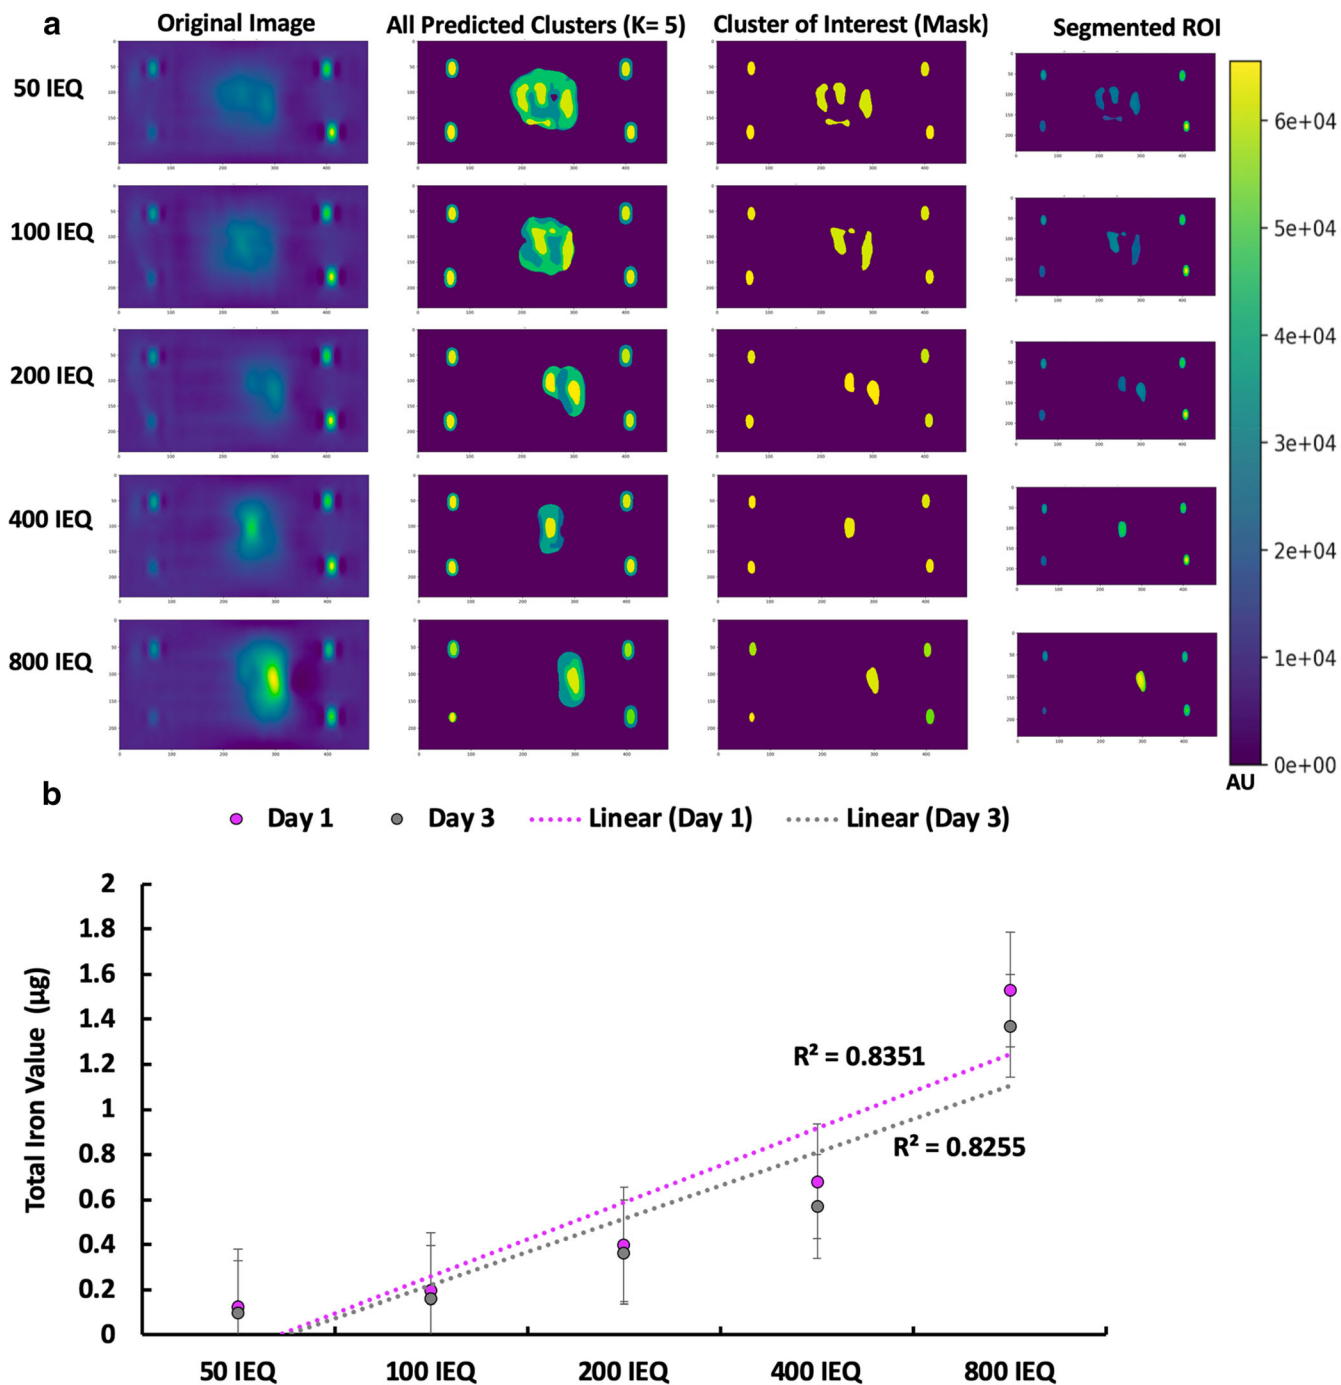 a
Original Image
All Predicted Clusters (K= 5)
Cluster of Interest (Mask)
Segmented ROI
50 IEQ
100 IEQ
200 IEQ
400 IEQ
800 IEQ
6e+04
5e+04
4e+04
3e+04
2e+04
1e+04
0e+00
AU
b
Day 1
Day 3
Linear (Day 1)
Linear (Day 3)
Total Iron Value (µg)
2
1.8
1.6
1.4
1.2
1
0.8
0.6
0.4
0.2
0
R² = 0.8351
R² = 0.8255
50 IEQ
100 IEQ
200 IEQ
400 IEQ
800 IEQ